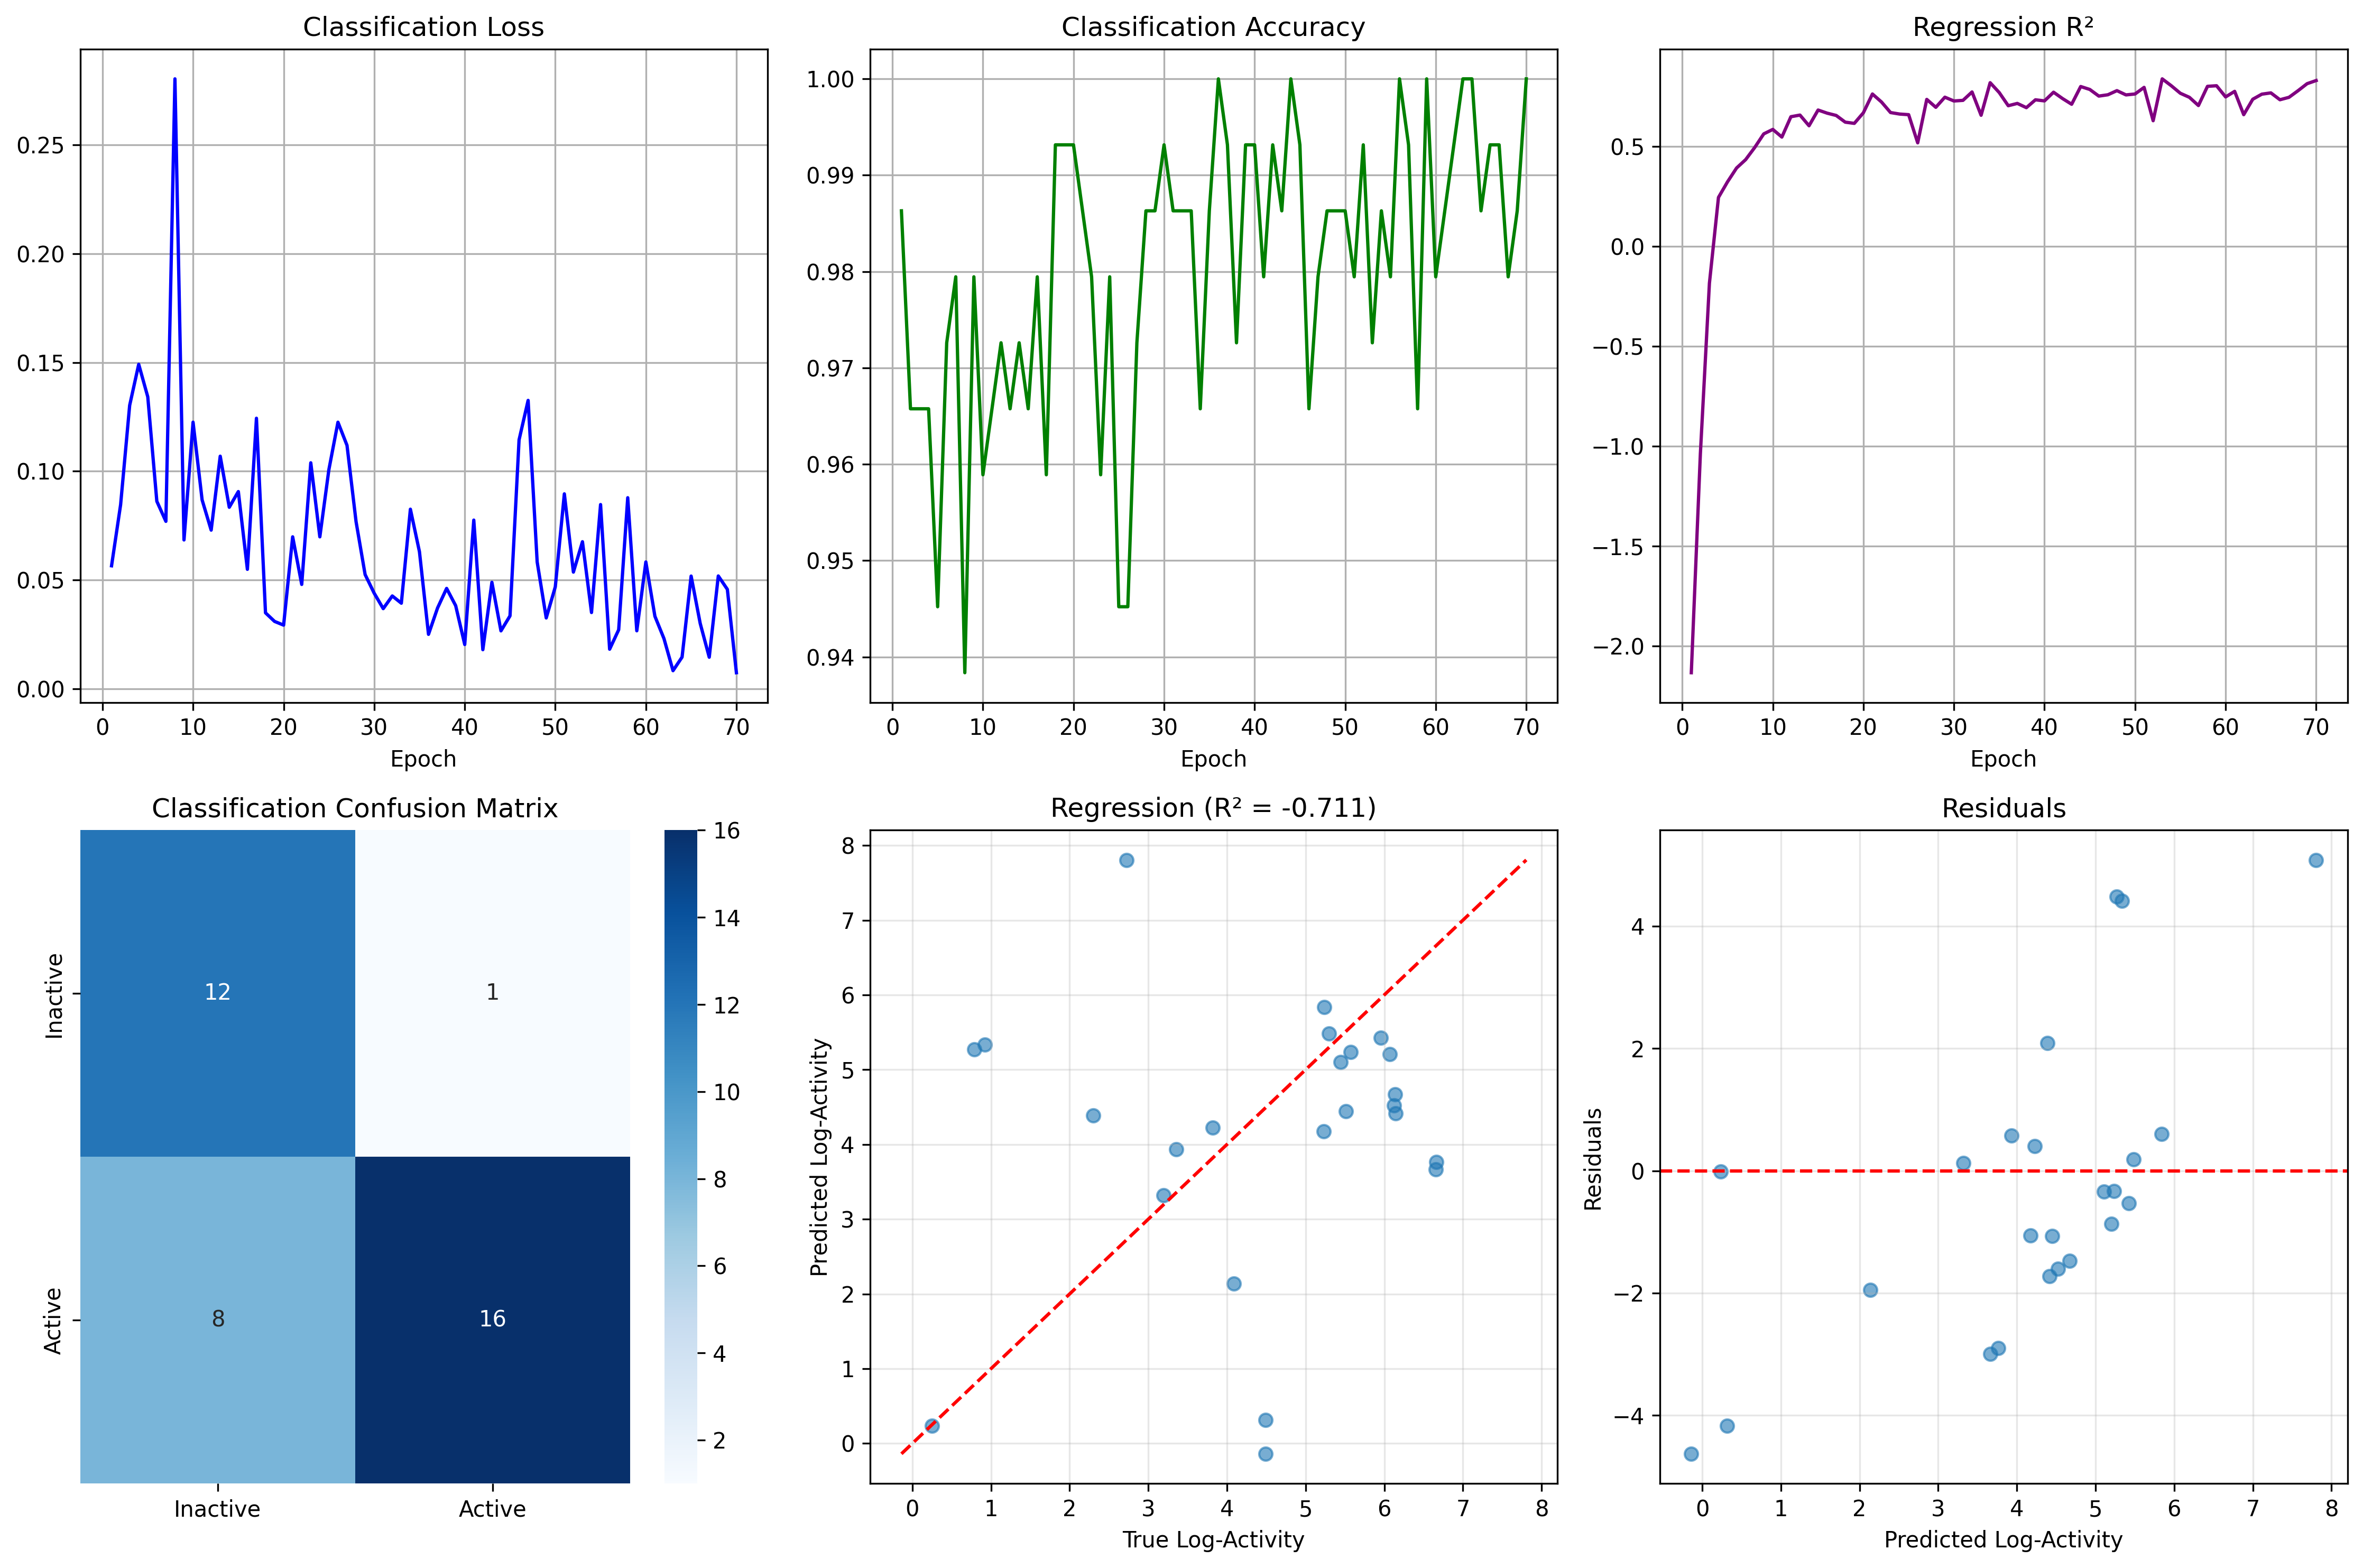 Classification Loss
0.25
0.20
0.15
0.10
0.05
0.00
0 10 20 30 40 50 60 70
Epoch
Classification Accuracy
1.00
0.99
0.98
0.97
0.96
0.95
0.94
0 10 20 30 40 50 60 70
Epoch
Regression R²
0.5
0.0
−0.5
−1.0
−1.5
−2.0
0 10 20 30 40 50 60 70
Epoch
Classification Confusion Matrix
Inactive
Active
12 1
8 16
Inactive Active
16
14
12
10
8
6
4
2
Regression (R² = -0.711)
Predicted Log-Activity
8
7
6
5
4
3
2
1
0
0 1 2 3 4 5 6 7 8
True Log-Activity
Residuals
Residuals
4
2
0
−2
−4
0 1 2 3 4 5 6 7 8
Predicted Log-Activity